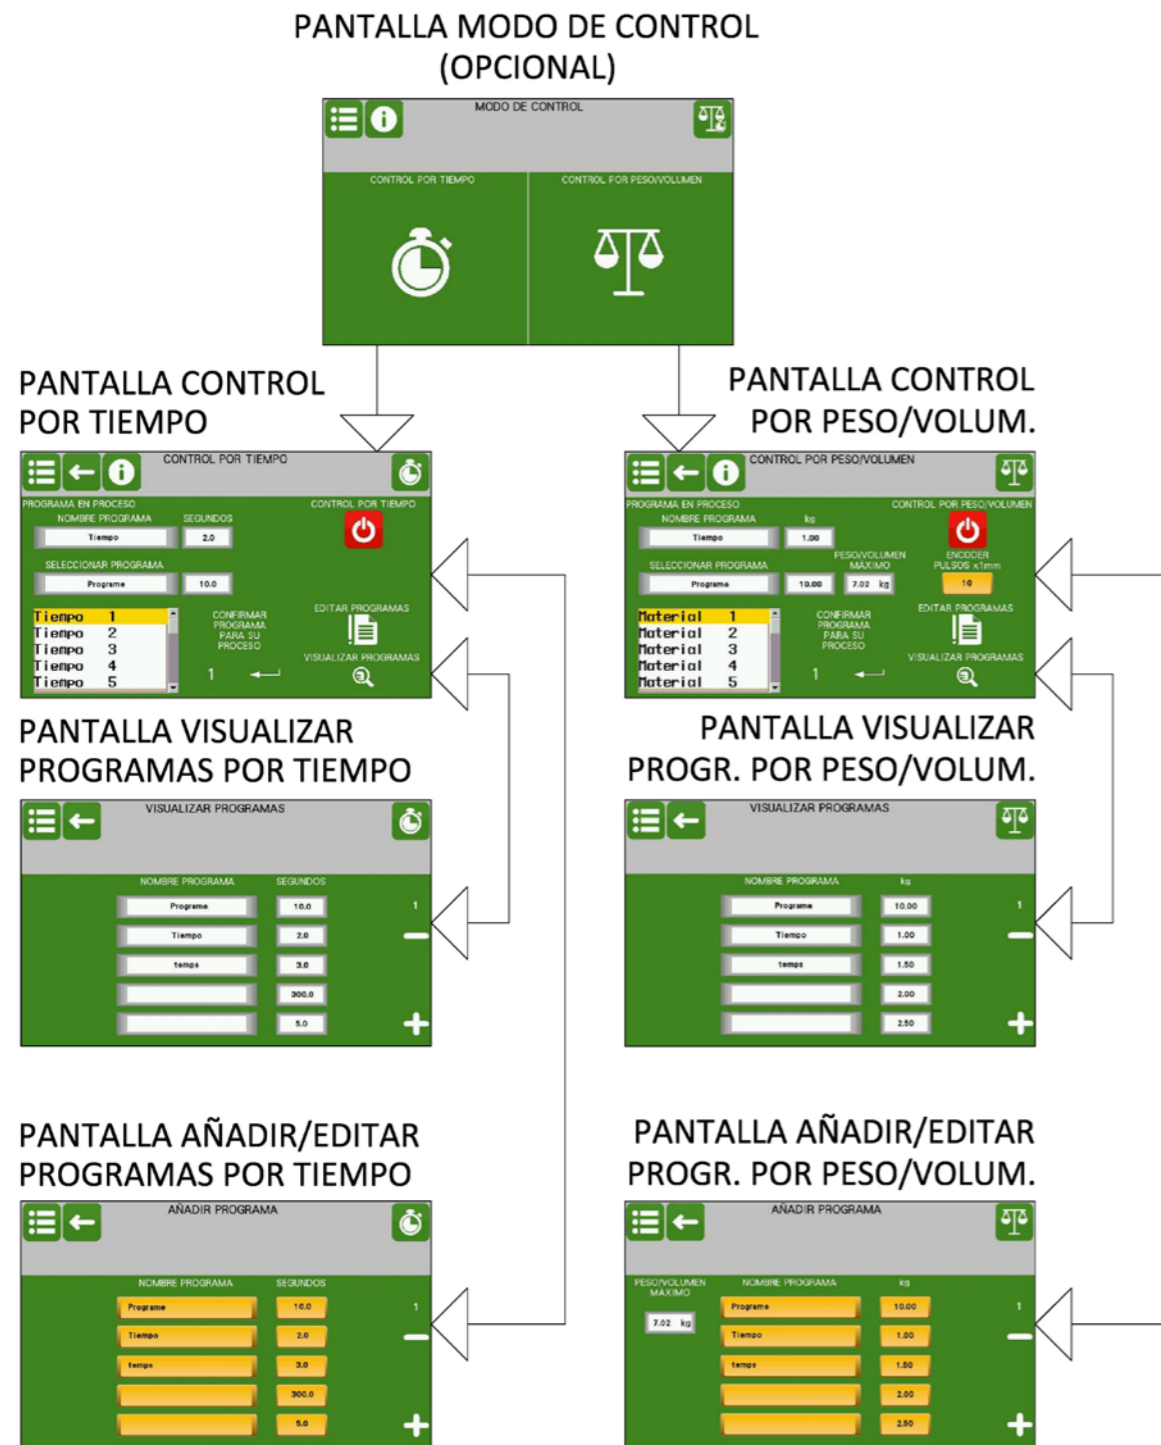 PANTALLA MODO DE CONTROL
(OPCIONAL)
MODO DE CONTROL
CONTROL POR TIEMPO
CONTROL POR PESO/VOLUMEN
PANTALLA CONTROL
POR TIEMPO
CONTROL POR TIEMPO
PROGRAMA EN PROCESO
CONTROL POR TIEMPO
NOMBRE PROGRAMA SEGUNDOS
Tiempo 2.0
SELECCIONAR PROGRAMA
Programe 10.0
Tiempo 1
Tiempo 2
Tiempo 3
Tiempo 4
Tiempo 5
CONFIRMAR
PROGRAMA
PARA SU
PROCESO
1
EDITAR PROGRAMAS
VISUALIZAR PROGRAMAS
PANTALLA CONTROL
POR PESO/VOLUM.
CONTROL POR PESO/VOLUMEN
PROGRAMA EN PROCESO
CONTROL POR PESO/VOLUMEN
NOMBRE PROGRAMA kg
Tiempo 1.00
SELECCIONAR PROGRAMA
Programe 10.00
PESO/VOLUMEN
MÁXIMO
7.02 kg
ENCODER
PULSOS x1mm
10
Material 1
Material 2
Material 3
Material 4
Material 5
CONFIRMAR
PROGRAMA
PARA SU
PROCESO
1
EDITAR PROGRAMAS
VISUALIZAR PROGRAMAS
PANTALLA VISUALIZAR
PROGRAMAS POR TIEMPO
VISUALIZAR PROGRAMAS
NOMBRE PROGRAMA SEGUNDOS
Programe 10.0
1
Tiempo 2.0
temps 3.0
300.0
5.0
PANTALLA VISUALIZAR
PROGR. POR PESO/VOLUM.
VISUALIZAR PROGRAMAS
NOMBRE PROGRAMA kg
Programe 10.00
1
Tiempo 1.00
temps 1.50
2.00
2.50
PANTALLA AÑADIR/EDITAR
PROGRAMAS POR TIEMPO
AÑADIR PROGRAMA
NOMBRE PROGRAMA SEGUNDOS
Programe 10.0
1
Tiempo 2.0
temps 3.0
300.0
5.0
PANTALLA AÑADIR/EDITAR
PROGR. POR PESO/VOLUM.
AÑADIR PROGRAMA
PESO/VOLUMEN
MÁXIMO
7.02 kg
NOMBRE PROGRAMA kg
Programe 10.00
1
Tiempo 1.00
temps 1.50
2.00
2.50